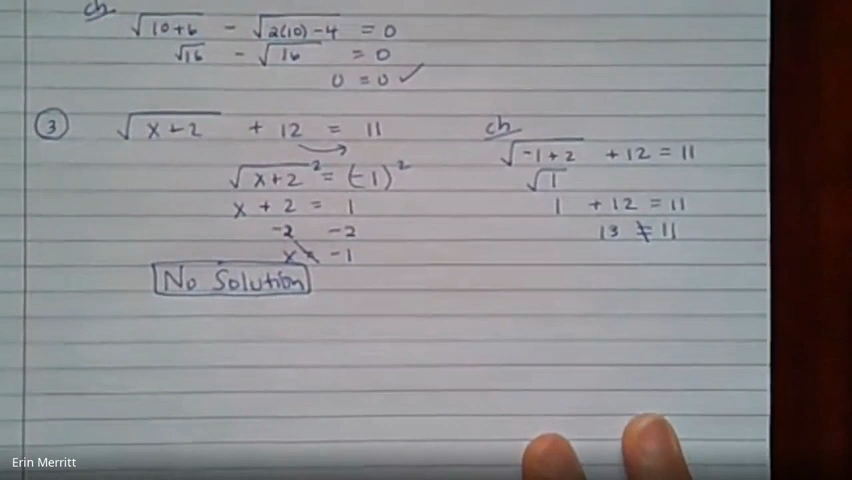 ch
√10+6 - √2(10)-4 = 0
√16 - √16 = 0
0 = 0 ✓
③ √x+2 + 12 = 11
√x+2² = (-1)²
x + 2 = 1
-2 -2
x = -1
No Solution
ch
√-1+2 + 12 = 11
√1
1 + 12 = 11
13 ≠ 11
Erin Merritt